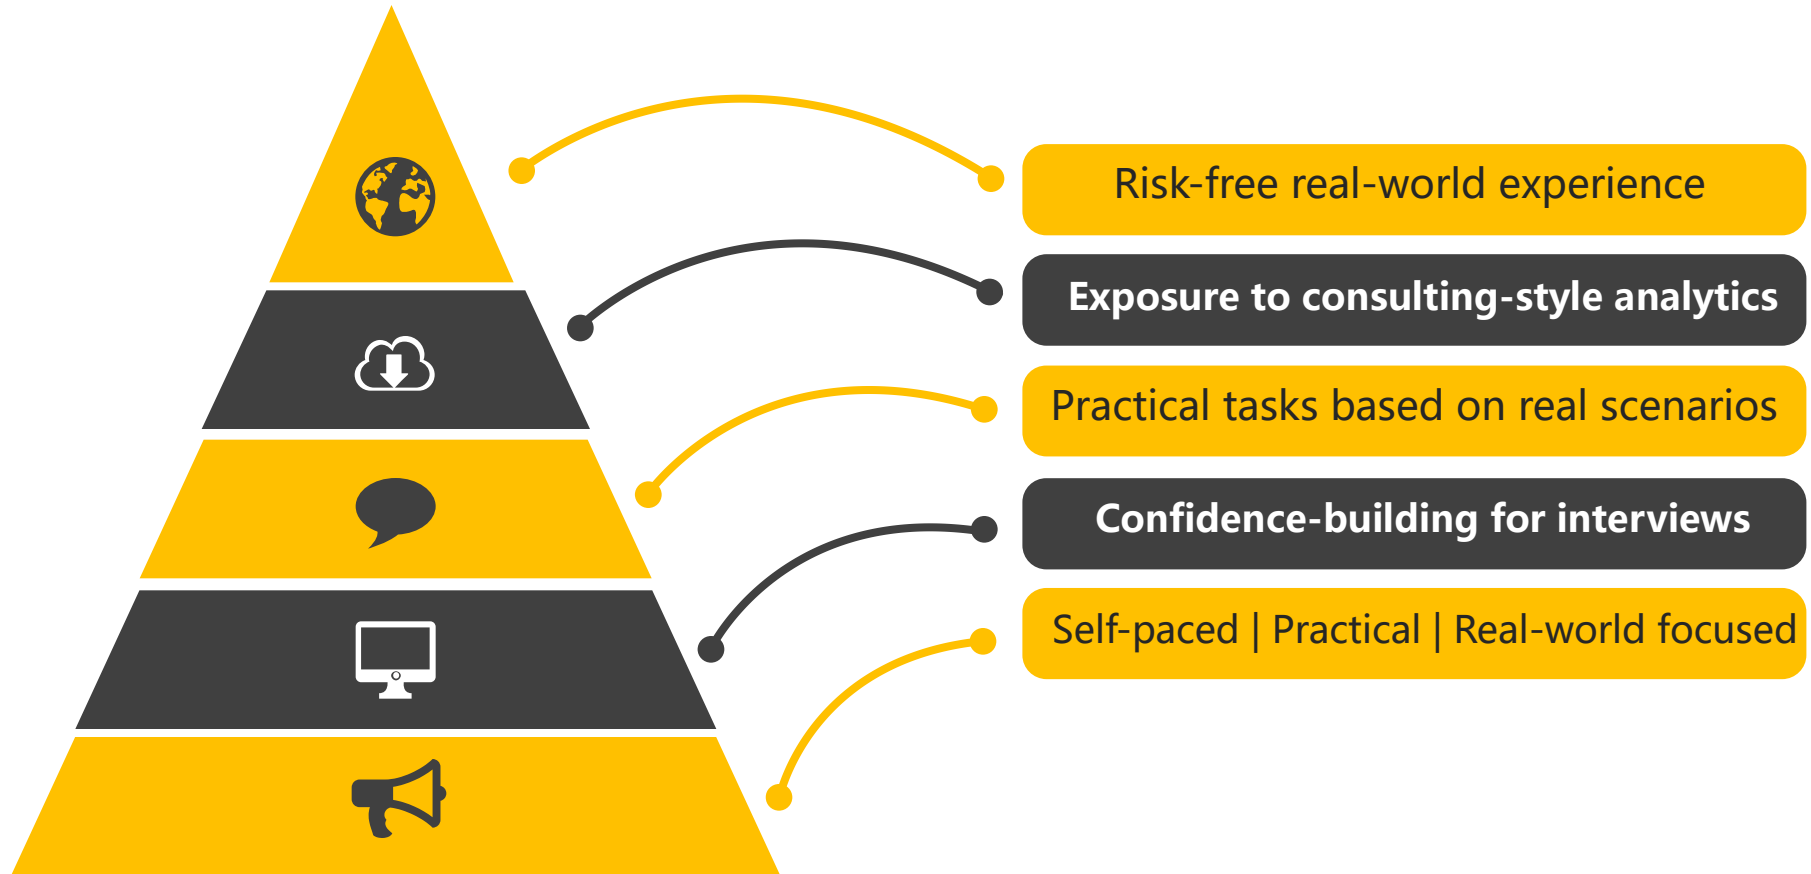 Risk-free real-world experience
Exposure to consulting-style analytics
Practical tasks based on real scenarios
Confidence-building for interviews
Self-paced | Practical | Real-world focused